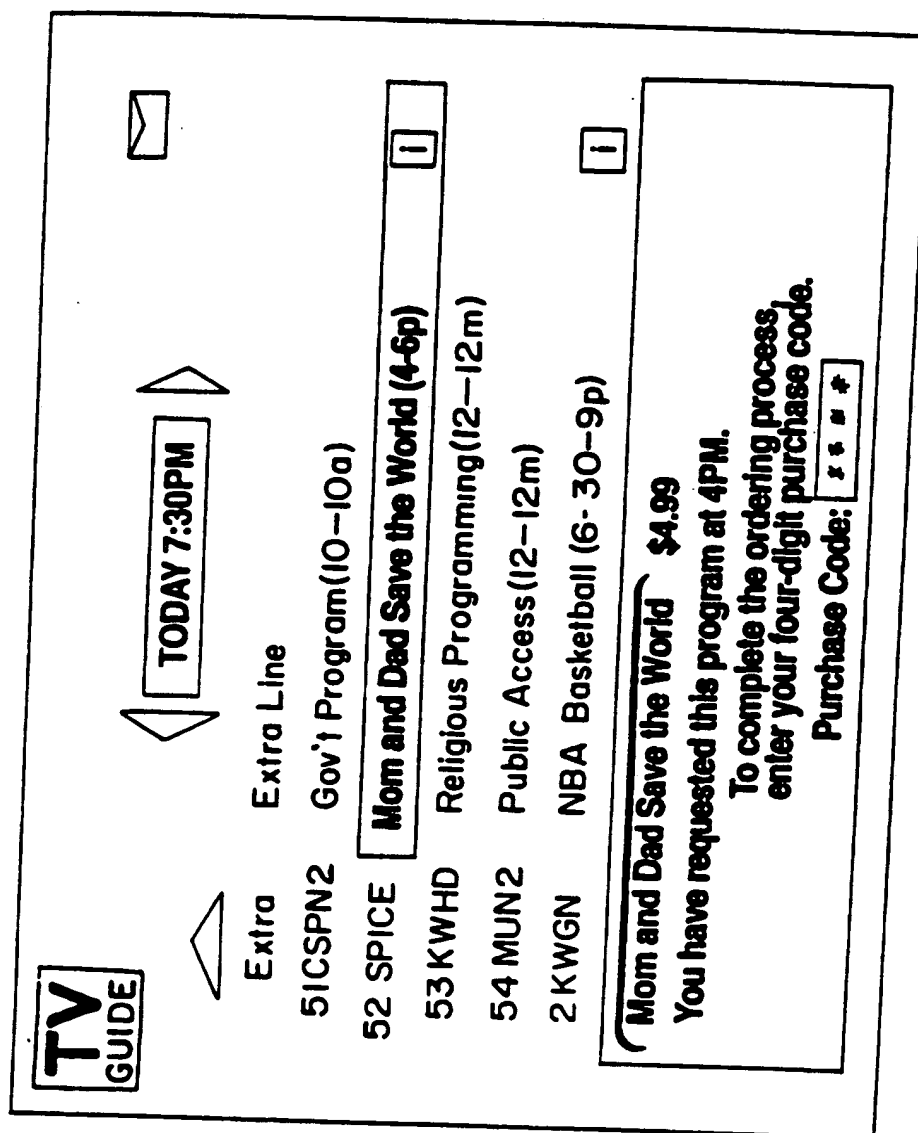 TV
GUIDE
TODAY 7:30PM
Extra Extra Line
51CSPN2 Gov't Program(10-10a)
52 SPICE Mom and Dad Save the World (4-6p) i
53 KWHD Religious Programming(12-12m)
54 MUN2 Public Access(12-12m)
2 KWGN NBA Basketball (6-30-9p) i
Mom and Dad Save the World $4.99
You have requested this program at 4PM.
To complete the ordering process,
enter your four-digit purchase code.
Purchase Code: * * * *